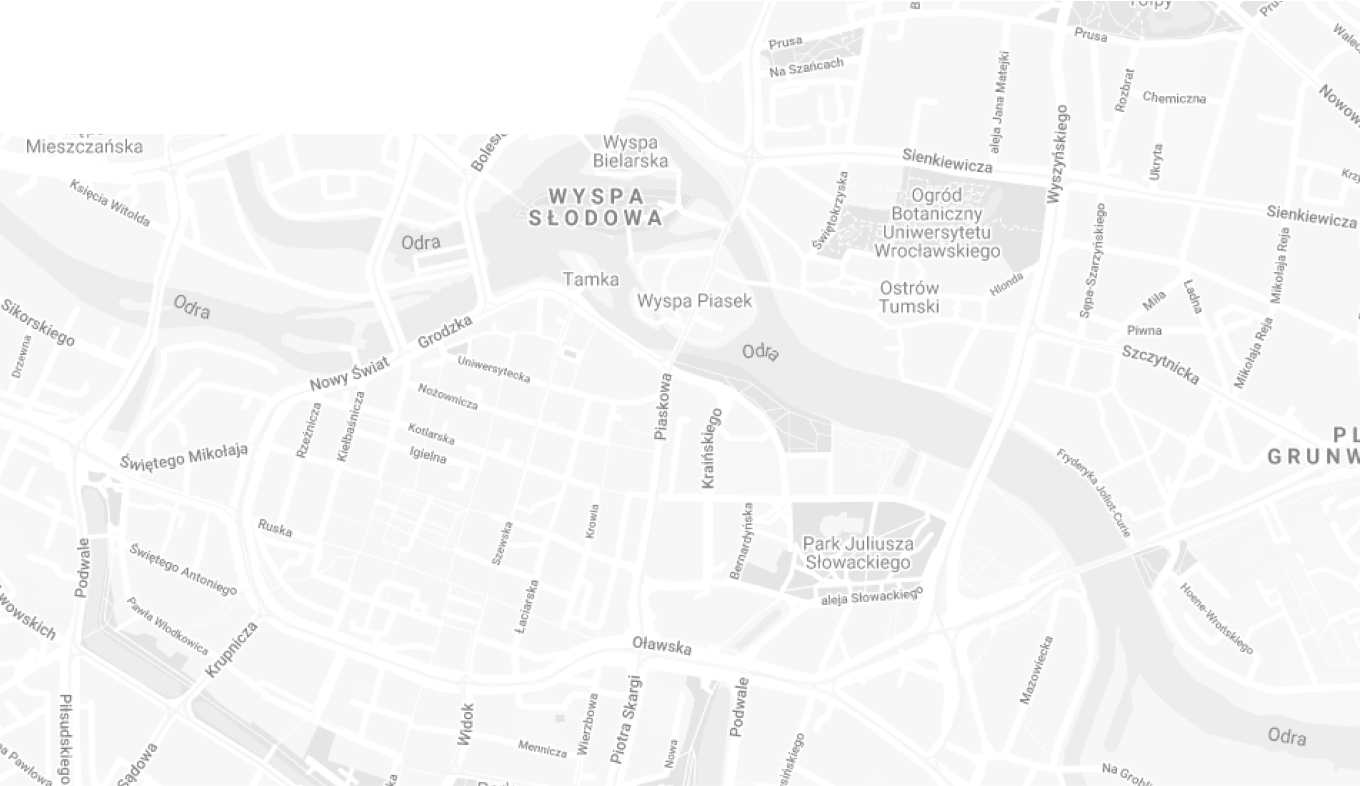 Prusa
Na Szańcach
Prusa
Mieszczańska
Księcia Witolda
Wyspa
Bielarska
WYSPA
SŁODOWA
aleja Jana Matejki
Rozbrat
Chemiczna
Ukryta
Wyszyńskiego
Sienkiewicza
Sienkiewicza
Świętokrzyska
Ogród
Botaniczny
Uniwersytetu
Wrocławskiego
Odra
Tamka
Wyspa Piasek
Ostrów
Tumski
Hlonda
Sępa-Szarzyńskiego
Miła
Ładna
Mikołaja Reja
Piwna
Szczytnicka
Mikołaja Reja
Odra
Sikorskiego
Drzewna
Grodzka
Nowy Świat
Uniwersytecka
Nożownicza
Odra
Piaskowa
Kraińskiego
Rzeźnicza
Kiełbaśnicza
Kotlarska
Igielna
Świętego Mikołaja
Fryderyka Joliot-Curie
Ruska
Szewska
Krowia
Bernardyńska
Park Juliusza
Słowackiego
aleja Słowackiego
Podwale
Świętego Antoniego
Pawła Włodkowica
Krupnicza
Łaciarska
Oławska
Hoene-Wrońskiego
Mazowiecka
Piłsudskiego
Sądowa
Widok
Mennicza
Wierzbowa
Piotra Skargi
Nowa
Podwale
Odra